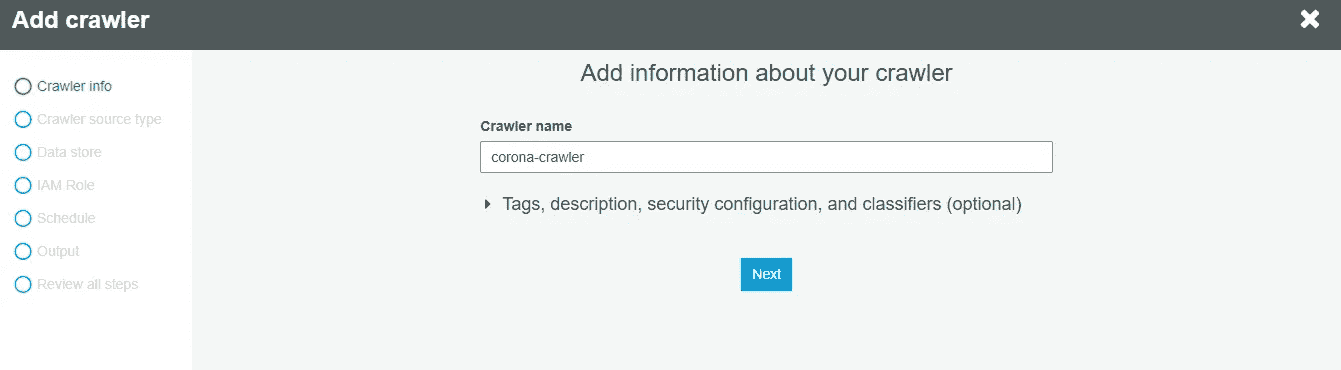 Add crawler
Crawler info
Crawler source type
Data store
IAM Role
Schedule
Output
Review all steps
Add information about your crawler
Crawler name
corona-crawler
Tags, description, security configuration, and classifiers (optional)
Next